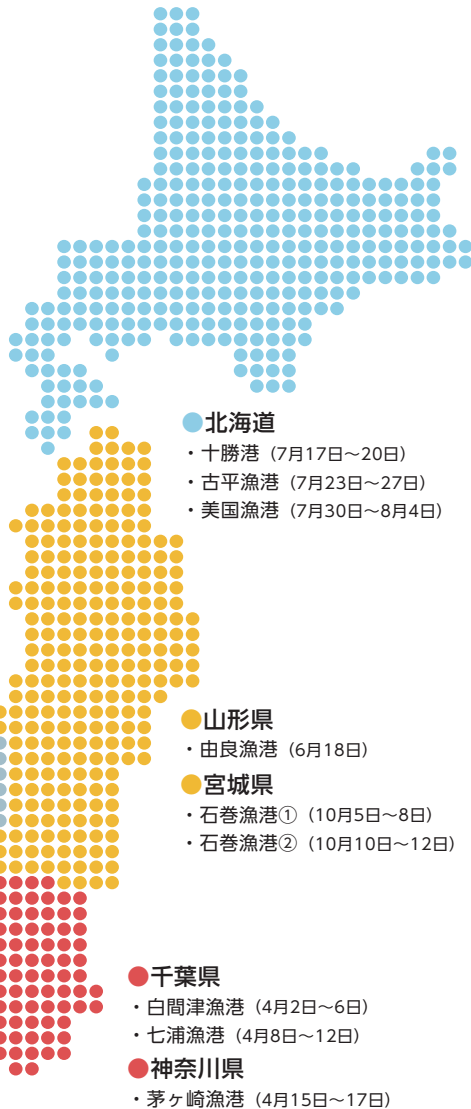 ●北海道
・十勝港（7月17日～20日）
・古平漁港（7月23日～27日）
・美国漁港（7月30日～8月4日）
●山形県
・由良漁港（6月18日）
●宮城県
・石巻漁港①（10月5日～8日）
・石巻漁港②（10月10日～12日）
●千葉県
・白間津漁港（4月2日～6日）
・七浦漁港（4月8日～12日）
●神奈川県
・茅ヶ崎漁港（4月15日～17日）